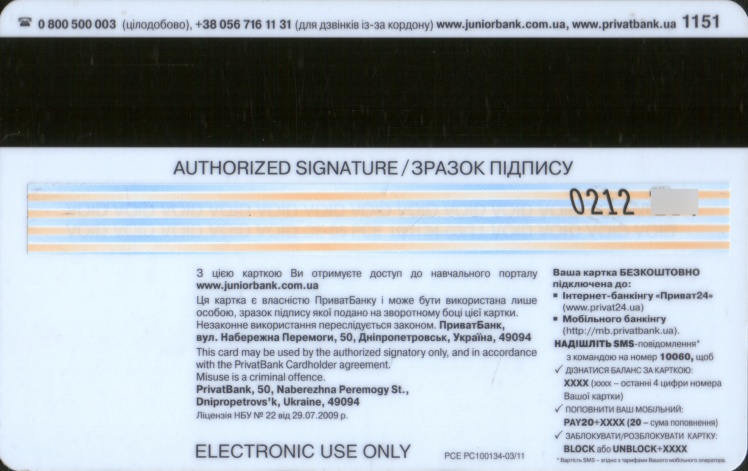 ☎ 0 800 500 003 (цілодобово), +38 056 716 11 31 (для дзвінків із-за кордону) www.juniorbank.com.ua, www.privatbank.ua 1151
AUTHORIZED SIGNATURE/ЗРАЗОК ПІДПИСУ
0212
З цією карткою Ви отримуєте доступ до навчального порталу
www.juniorbank.com.ua
Ця картка є власністю ПриватБанку і може бути використана лише
особою, зразок підпису якої подано на зворотному боці цієї картки.
Незаконне використання переслідується законом. ПриватБанк,
вул. Набережна Перемоги, 50, Дніпропетровськ, Україна, 49094
This card may be used by the authorized signatory only, and in accordance
with the PrivatBank Cardholder agreement.
Misuse is a criminal offence.
PrivatBank, 50, Naberezhna Peremogy St.,
Dnipropetrovs'k, Ukraine, 49094
Ліцензія НБУ № 22 від 29.07.2009 р.
ELECTRONIC USE ONLY
PCE PC100134-03/11
Ваша картка БЕЗКОШТОВНО
підключена до:
▪ Інтернет-банкінгу «Приват24»
(www.privat24.ua)
▪ Мобільного банкінгу
(http://mb.privatbank.ua).
НАДІШЛІТЬ SMS-повідомлення*
з командою на номер 10060, щоб
✓ ДІЗНАТИСЯ БАЛАНС ЗА КАРТКОЮ:
XXXX (xxxx – останні 4 цифри номера
Вашої картки)
✓ ПОПОВНИТИ ВАШ МОБІЛЬНИЙ:
PAY20+XXXX (20 – сума поповнення)
✓ ЗАБЛОКУВАТИ/РОЗБЛОКУВАТИ КАРТКУ:
BLOCK або UNBLOCK+XXXX
* Вартість SMS – згідно з тарифами Вашого мобільного оператора.